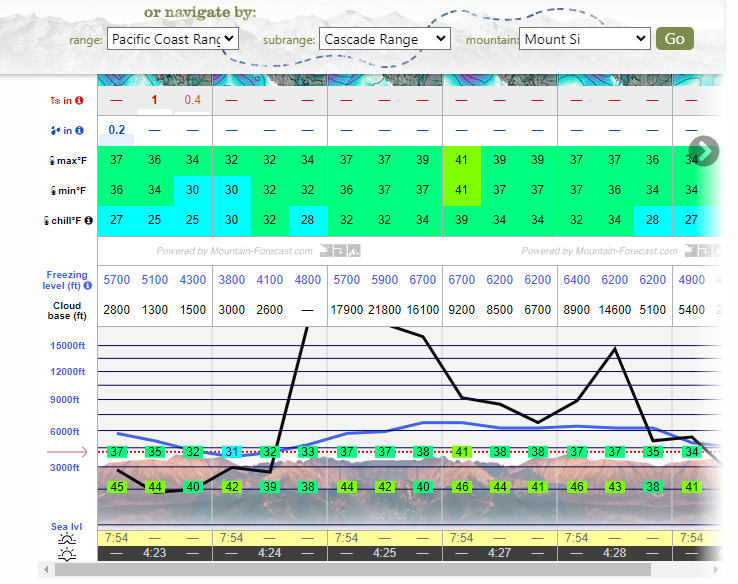 or navigate by:
range: Pacific Coast Rang subrange: Cascade Range mountain: Mount Si Go
in — 1 0.4 — — — — — — — — — — — — —
in 0.2 — — — — — — — — — — — — — — —
max°F 37 36 34 32 32 34 37 37 39 41 39 39 37 37 36 34
min°F 36 34 30 30 32 32 36 37 37 41 37 37 37 36 34 34
chill°F 27 25 25 30 32 28 32 32 34 39 34 34 32 34 28 27
Powered by Mountain-Forecast.com Powered by Mountain-Forecast.com
Freezing
level (ft) 5700 5100 4300 3800 4100 4800 5700 5900 6700 6700 6200 6200 6400 6200 6200 4900
Cloud
base (ft) 2800 1300 1500 3000 2600 — 17900 21800 16100 9200 8500 6700 8900 14600 5100 5400
15000ft
12000ft
9000ft
6000ft
37 35 32 31 32 33 37 37 38 41 38 38 37 37 35 34
3000ft
45 44 40 42 39 38 44 42 40 46 44 41 46 43 38 41
Sea lvl
7:54 — — 7:54 — — 7:54 — — 7:54 — — 7:54 — — 7:54
— 4:23 — 4:24 — 4:25 — 4:27 — 4:28 —